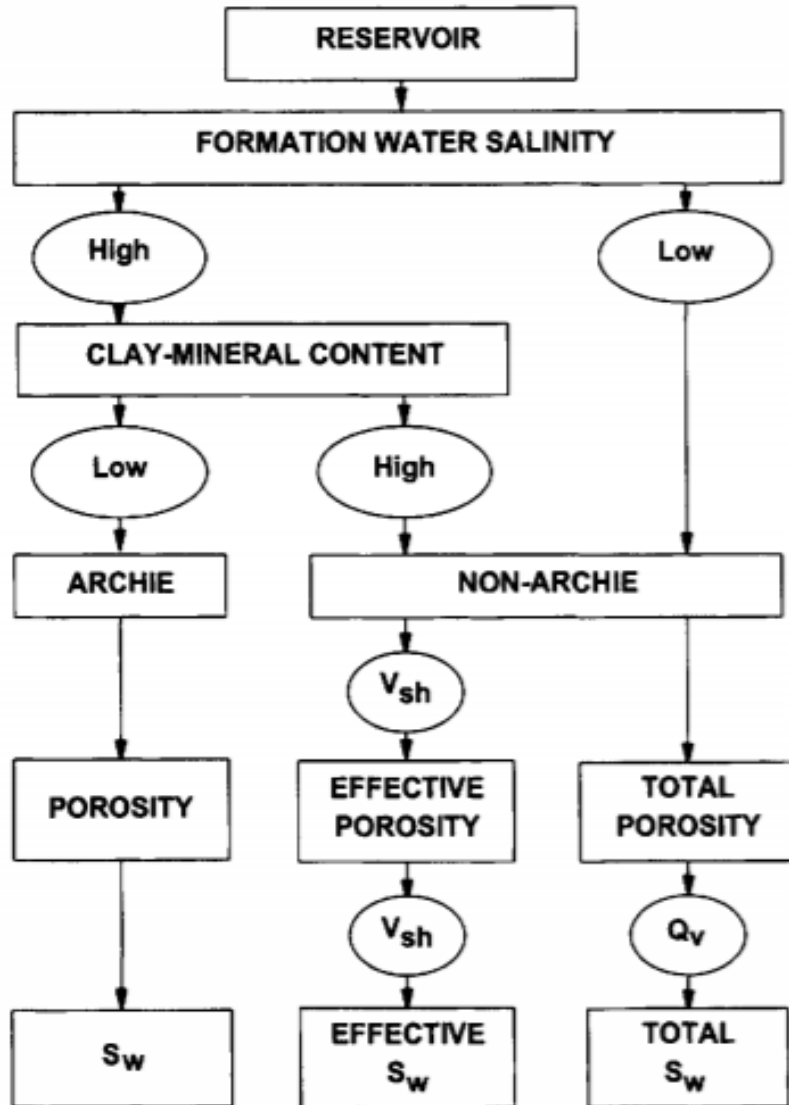 RESERVOIR
FORMATION WATER SALINITY
High
Low
CLAY-MINERAL CONTENT
Low
High
ARCHIE
NON-ARCHIE
Vsh
POROSITY
EFFECTIVE
POROSITY
TOTAL
POROSITY
Vsh
Qv
Sw
EFFECTIVE
Sw
TOTAL
Sw